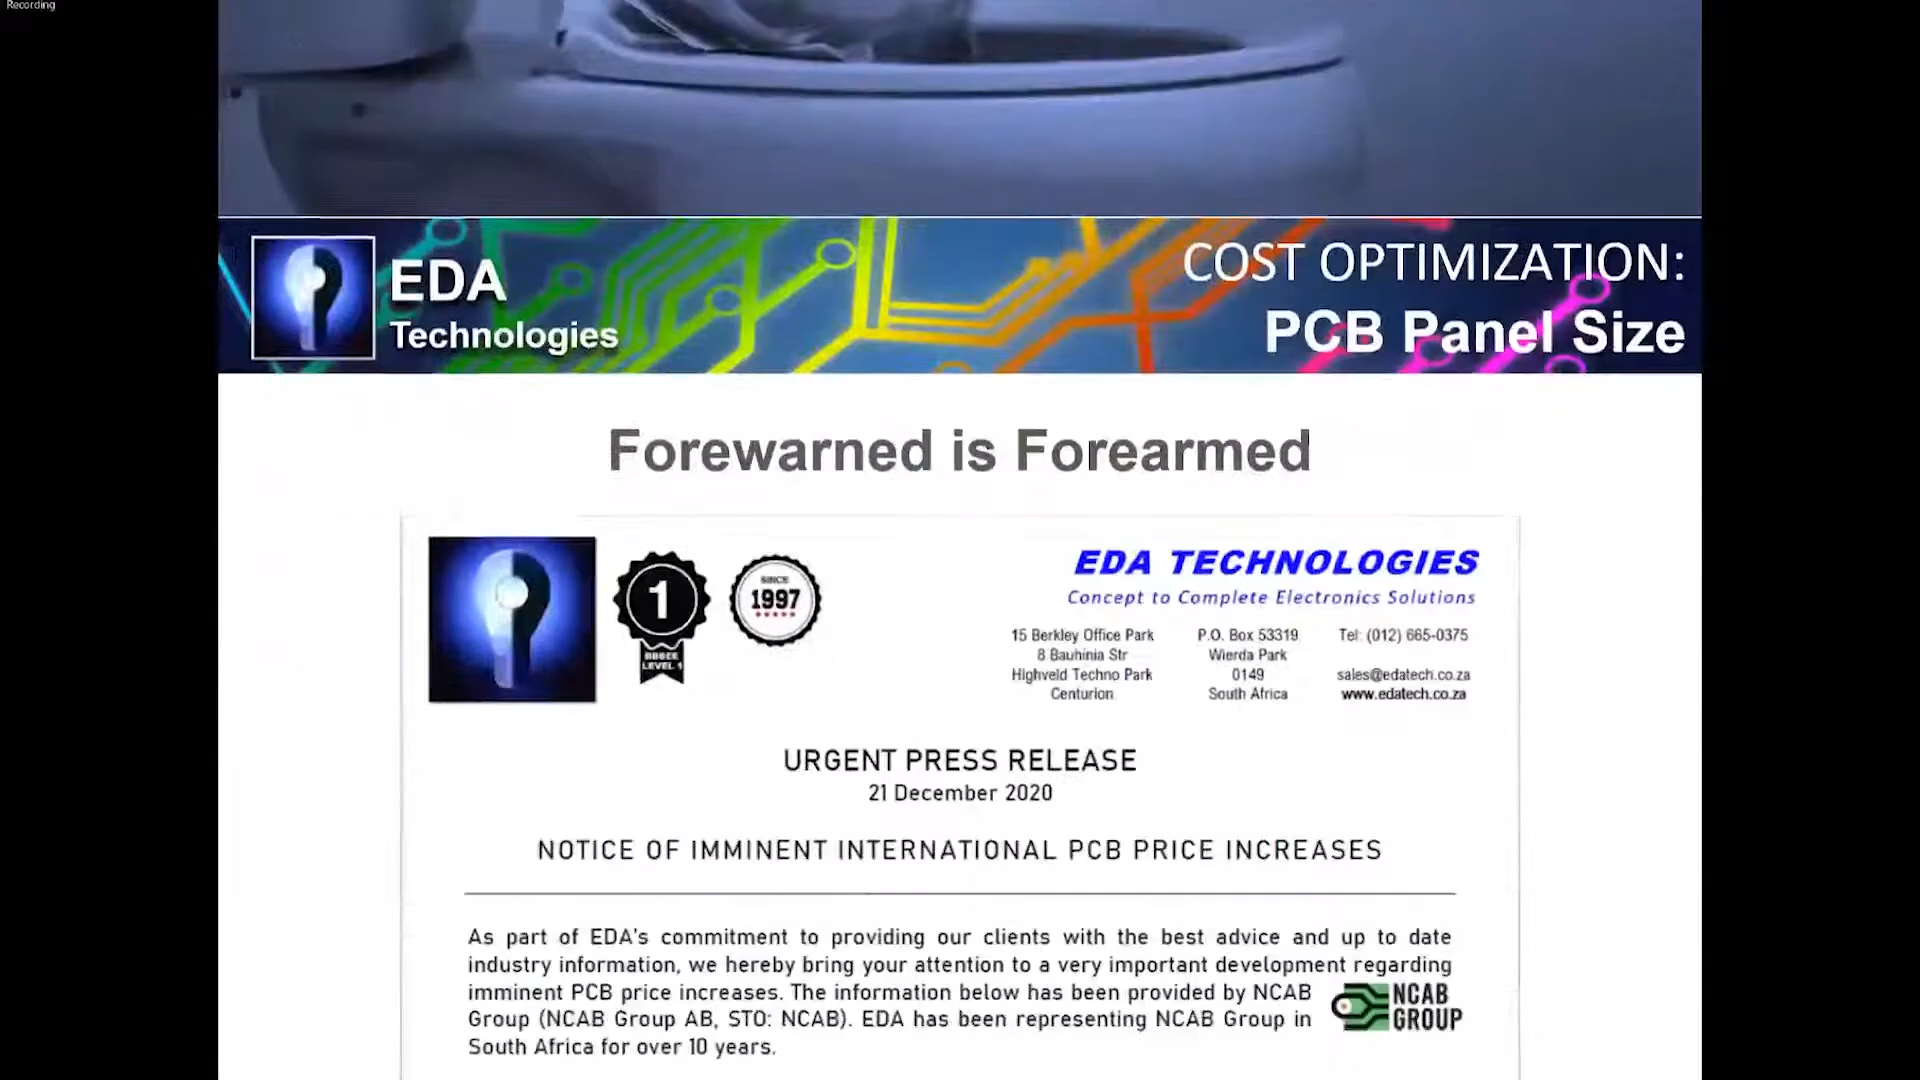 Recording
EDA
Technologies
COST OPTIMIZATION:
PCB Panel Size
Forewarned is Forearmed
1
BBBEE
LEVEL 1
SINCE
1997
EDA TECHNOLOGIES
Concept to Complete Electronics Solutions
15 Berkley Office Park
8 Bauhinia Str
Highveld Techno Park
Centurion
P.O. Box 53319
Wierda Park
0149
South Africa
Tel: (012) 665-0375
sales@edatech.co.za
www.edatech.co.za
URGENT PRESS RELEASE
21 December 2020
NOTICE OF IMMINENT INTERNATIONAL PCB PRICE INCREASES
As part of EDA's commitment to providing our clients with the best advice and up to date
industry information, we hereby bring your attention to a very important development regarding
imminent PCB price increases. The information below has been provided by NCAB
Group (NCAB Group AB, STO: NCAB). EDA has been representing NCAB Group in
South Africa for over 10 years.
NCAB
GROUP